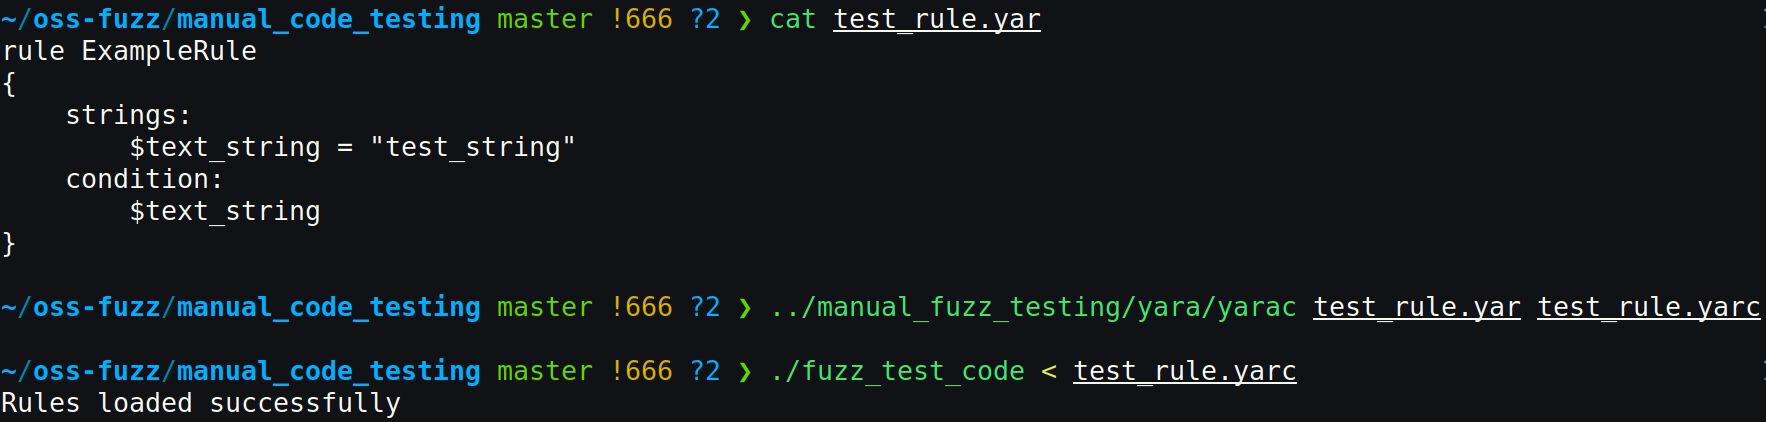 ~/oss-fuzz/manual_code_testing master !666 ?2 ❯ cat test_rule.yar
rule ExampleRule
{
    strings:
        $text_string = "test_string"
    condition:
        $text_string
}
~/oss-fuzz/manual_code_testing master !666 ?2 ❯ ../manual_fuzz_testing/yara/yarac test_rule.yar test_rule.yarc
~/oss-fuzz/manual_code_testing master !666 ?2 ❯ ./fuzz_test_code < test_rule.yarc
Rules loaded successfully